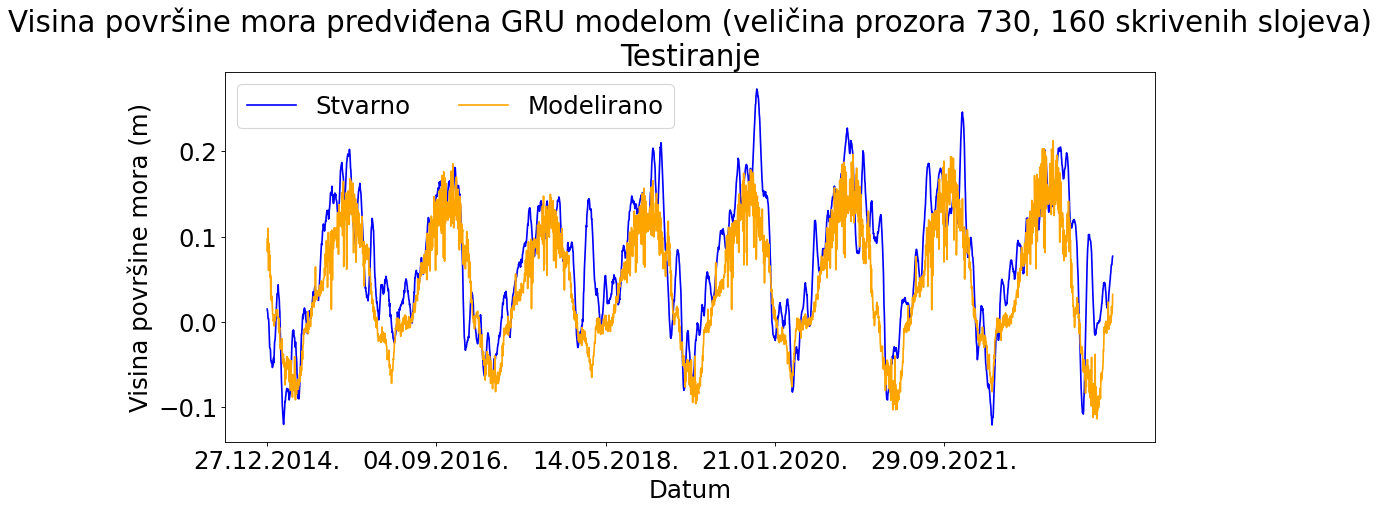 Visina površine mora predviđena GRU modelom (veličina prozora 730, 160 skrivenih slojeva)
Testiranje
Stvarno
Modelirano
Visina površine mora (m)
0.2
0.1
0.0
−0.1
27.12.2014.
04.09.2016.
14.05.2018.
21.01.2020.
29.09.2021.
Datum